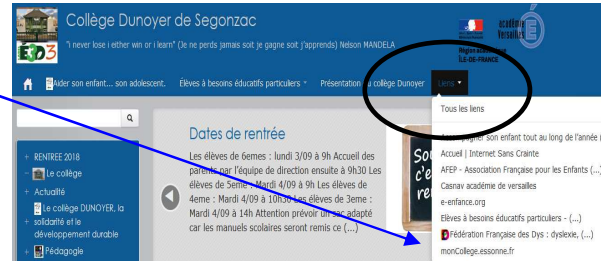 Collège Dunoyer de Segonzac
"I never lose i either win or i learn" (Je ne perds jamais soit je gagne soit j'apprends) Nelson MANDELA
E3D3
académie
Versailles
Région académique
ÎLE-DE-FRANCE
Aider son enfant... son adolescent. Elèves à besoins éducatifs particuliers Présentation du collège Dunoyer Liens
Tous les liens
Accompagner son enfant tout au long de l'année
Accueil | Internet Sans Crainte
AFEP - Association Française pour les Enfants (...)
Casnav académie de versailles
e-enfance.org
Elèves à besoins éducatifs particuliers - (...)
Fédération Française des Dys : dyslexie, (...)
monCollege.essonne.fr
+ RENTREE 2018
− Le collège
+ Actualité
Le collège DUNOYER, la
+ solidarité et le
développement durable
+ Pédagogie
Dates de rentrée
Les élèves de 6emes : lundi 3/09 à 9h Accueil des
parents par l'équipe de direction ensuite à 9h30 Les
élèves de 5eme : Mardi 4/09 à 9h Les élèves de
4eme : Mardi 4/09 à 10h30 Les élèves de 3eme :
Mardi 4/09 à 14h Attention prévoir un sac adapté
car les manuels scolaires seront remis ce (...)